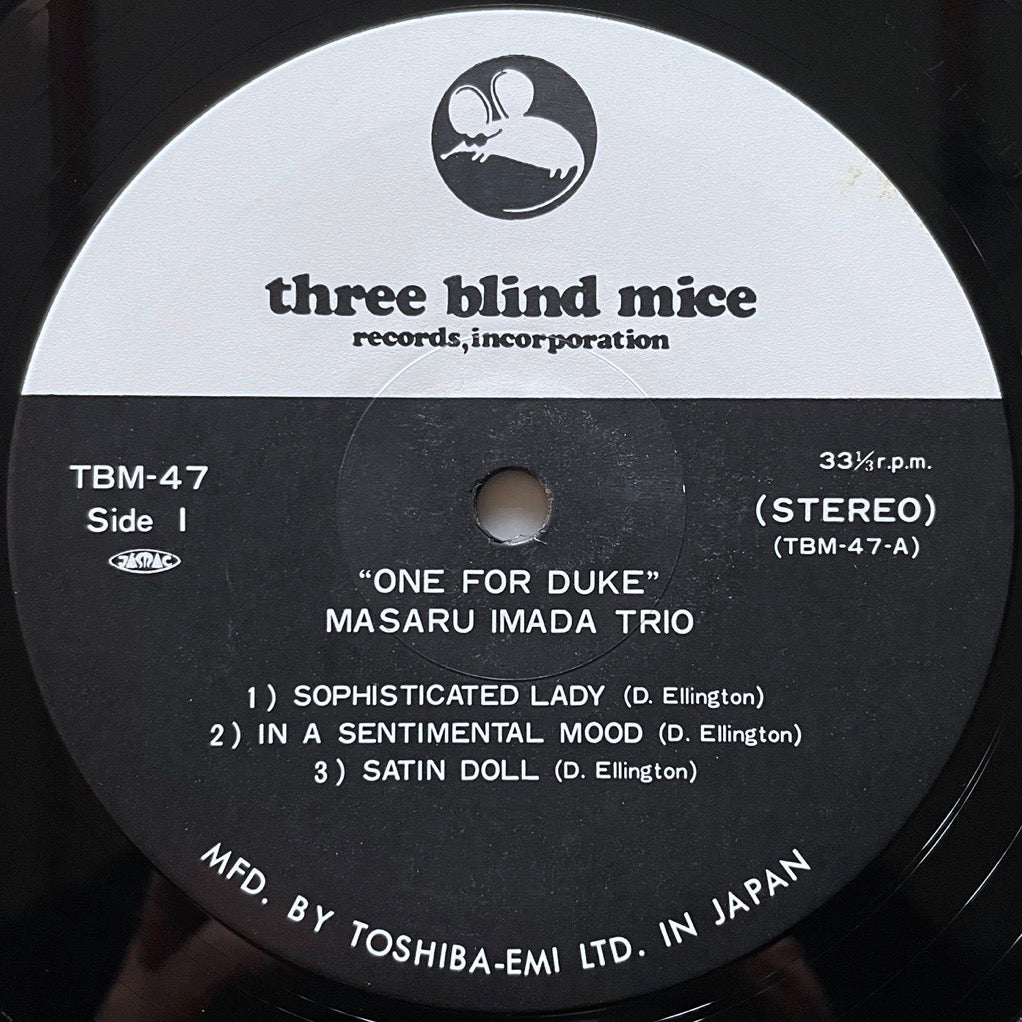 three blind mice
records, incorporation
TBM-47
Side 1
JASRAC
33⅓ r.p.m.
(STEREO)
(TBM-47-A)
“ONE FOR DUKE”
MASARU IMADA TRIO
1) SOPHISTICATED LADY (D. Ellington)
2) IN A SENTIMENTAL MOOD (D. Ellington)
3) SATIN DOLL (D. Ellington)
MFD. BY TOSHIBA-EMI LTD. IN JAPAN